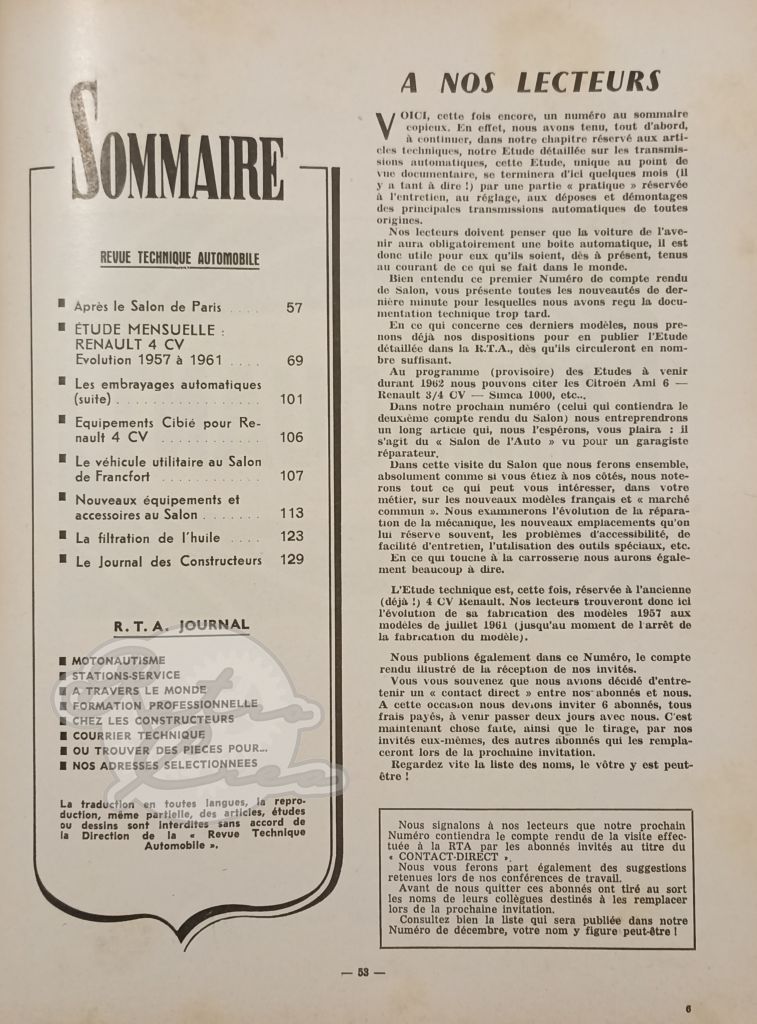 SOMMAIRE
REVUE TECHNIQUE AUTOMOBILE
Après le Salon de Paris .... 57
ÉTUDE MENSUELLE :
RENAULT 4 CV
Evolution 1957 à 1961 .... 69
Les embrayages automatiques
(suite) .................. 101
Equipements Cibié pour Re-
nault 4 CV ............ 106
Le véhicule utilitaire au Salon
de Francfort ............ 107
Nouveaux équipements et
accessoires au Salon ....... 113
La filtration de l'huile .... 123
Le Journal des Constructeurs 129
R. T. A. JOURNAL
MOTONAUTISME
STATIONS-SERVICE
A TRAVERS LE MONDE
FORMATION PROFESSIONNELLE
CHEZ LES CONSTRUCTEURS
COURRIER TECHNIQUE
OU TROUVER DES PIECES POUR...
NOS ADRESSES SELECTIONNEES
La traduction en toutes langues, la repro-
duction, même partielle, des articles, études
ou dessins sont interdites sans accord de
la Direction de la « Revue Technique
Automobile ».
A NOS LECTEURS
VOICI, cette fois encore, un numéro au sommaire
copieux. En effet, nous avons tenu, tout d'abord,
à continuer, dans notre chapitre réservé aux arti-
cles techniques, notre Etude détaillée sur les transmis-
sions automatiques, cette Etude, unique au point de
vue documentaire, se terminera d'ici quelques mois (il
y a tant à dire !) par une partie « pratique » réservée
à l'entretien, au réglage, aux déposes et démontages
des principales transmissions automatiques de toutes
origines.
Nos lecteurs doivent penser que la voiture de l'ave-
nir aura obligatoirement une boîte automatique, il est
donc utile pour eux qu'ils soient, dès à présent, tenus
au courant de ce qui se fait dans le monde.
Bien entendu ce premier Numéro de compte rendu
de Salon, vous présente toutes les nouveautés de der-
nière minute pour lesquelles nous avons reçu la docu-
mentation technique trop tard.
En ce qui concerne ces derniers modèles, nous pre-
nons déjà nos dispositions pour en publier l'Etude
détaillée dans la R.T.A., dès qu'ils circuleront en nom-
bre suffisant.
Au programme (provisoire) des Etudes à venir
durant 1962 nous pouvons citer les Citroën Ami 6 —
Renault 3/4 CV — Simca 1000, etc...
Dans notre prochain numéro (celui qui contiendra le
deuxième compte rendu du Salon) nous entreprendrons
un long article qui, nous l'espérons, vous plaira : il
s'agit du « Salon de l'Auto » vu pour un garagiste
réparateur.
Dans cette visite du Salon que nous ferons ensemble,
absolument comme si vous étiez à nos côtés, nous note-
rons tout ce qui peut vous intéresser, dans votre
métier, sur les nouveaux modèles français et « marché
commun ». Nous examinerons l'évolution de la répara-
tion de la mécanique, les nouveaux emplacements qu'on
lui réserve souvent, les problèmes d'accessibilité, de
facilité d'entretien, l'utilisation des outils spéciaux, etc.
En ce qui touche à la carrosserie nous aurons égale-
ment beaucoup à dire.
L'Etude technique est, cette fois, réservée à l'ancienne
(déjà !) 4 CV Renault. Nos lecteurs trouveront donc ici
l'évolution de sa fabrication des modèles 1957 aux
modèles de juillet 1961 (jusqu'au moment de l'arrêt de
la fabrication du modèle).
Nous publions également dans ce Numéro, le compte
rendu illustré de la réception de nos invités.
Vous vous souvenez que nous avions décidé d'entre-
tenir un « contact direct » entre nos abonnés et nous.
A cette occasion nous devions inviter 6 abonnés, tous
frais payés, à venir passer deux jours avec nous. C'est
maintenant chose faite, ainsi que le tirage, par nos
invités eux-mêmes, des autres abonnés qui les rempla-
ceront lors de la prochaine invitation.
Regardez vite la liste des noms, le vôtre y est peut-
être !
Nous signalons à nos lecteurs que notre prochain
Numéro contiendra le compte rendu de la visite effec-
tuée à la RTA par les abonnés invités au titre du
« CONTACT-DIRECT ».
Nous vous ferons part également des suggestions
retenues lors de nos conférences de travail.
Avant de nous quitter ces abonnés ont tiré au sort
les noms de leurs collègues destinés à les remplacer
lors de la prochaine invitation.
Consultez bien la liste qui sera publiée dans notre
Numéro de décembre, votre nom y figure peut-être !
— 53 —
6